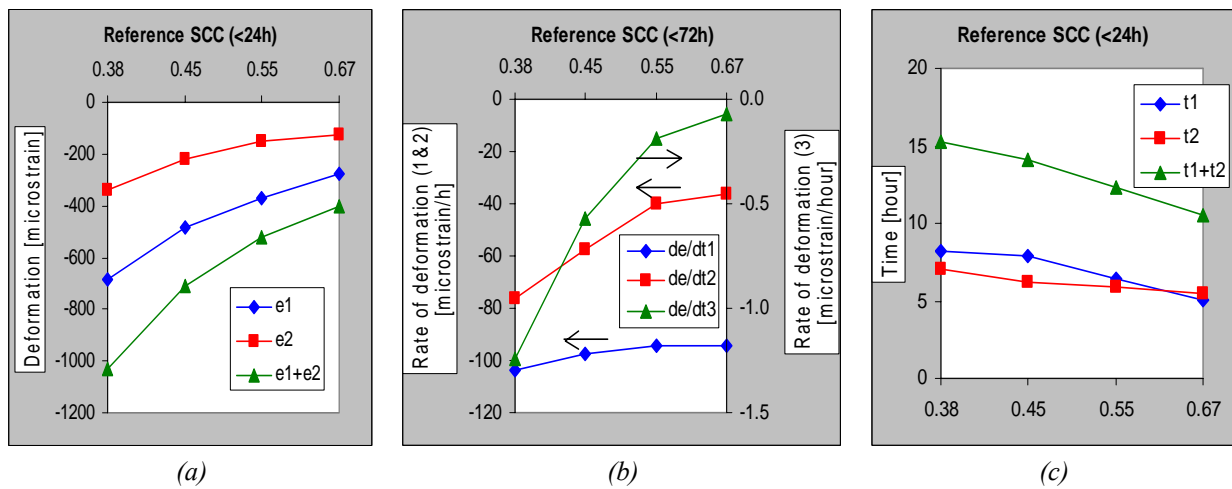 Reference SCC (<24h)
0.38 0.45 0.55 0.67
0
-200
-400
-600
-800
-1000
-1200
Deformation [microstrain]
e1
e2
e1+e2
(a)
Reference SCC (<72h)
0.38 0.45 0.55 0.67
0
-20
-40
-60
-80
-100
-120
Rate of deformation (1&2)
[microstrain/h]
0.0
-0.5
-1.0
-1.5
Rate of deformation (3)
[microstrain/hour]
de/dt1
de/dt2
de/dt3
(b)
Reference SCC (<24h)
20
15
10
5
0
Time [hour]
t1
t2
t1+t2
0.38 0.45 0.55 0.67
(c)